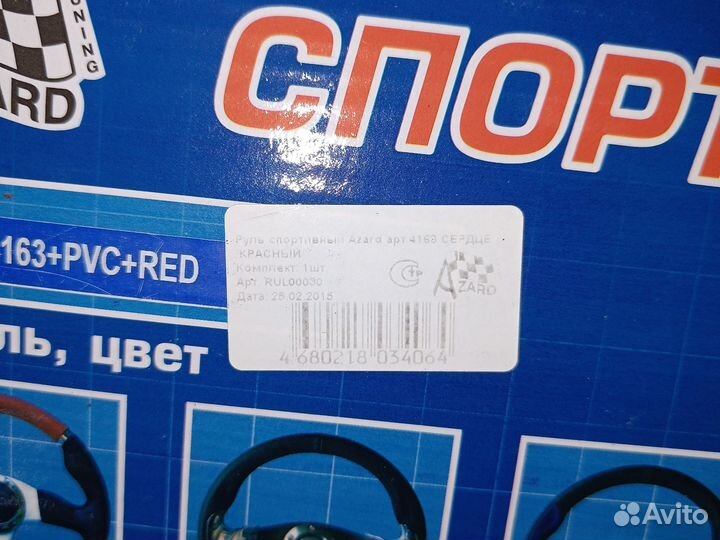 TUNING
ZARD
СПОРТ
163+PVC+RED
Руль спортивный Azard арт 4163 СЕРДЦЕ
КРАСНЫЙ
Комплект: 1шт
Арт. RUL00030
Дата: 25.02.2015
AZARD
4 680218 034064
ль, цвет
Avito